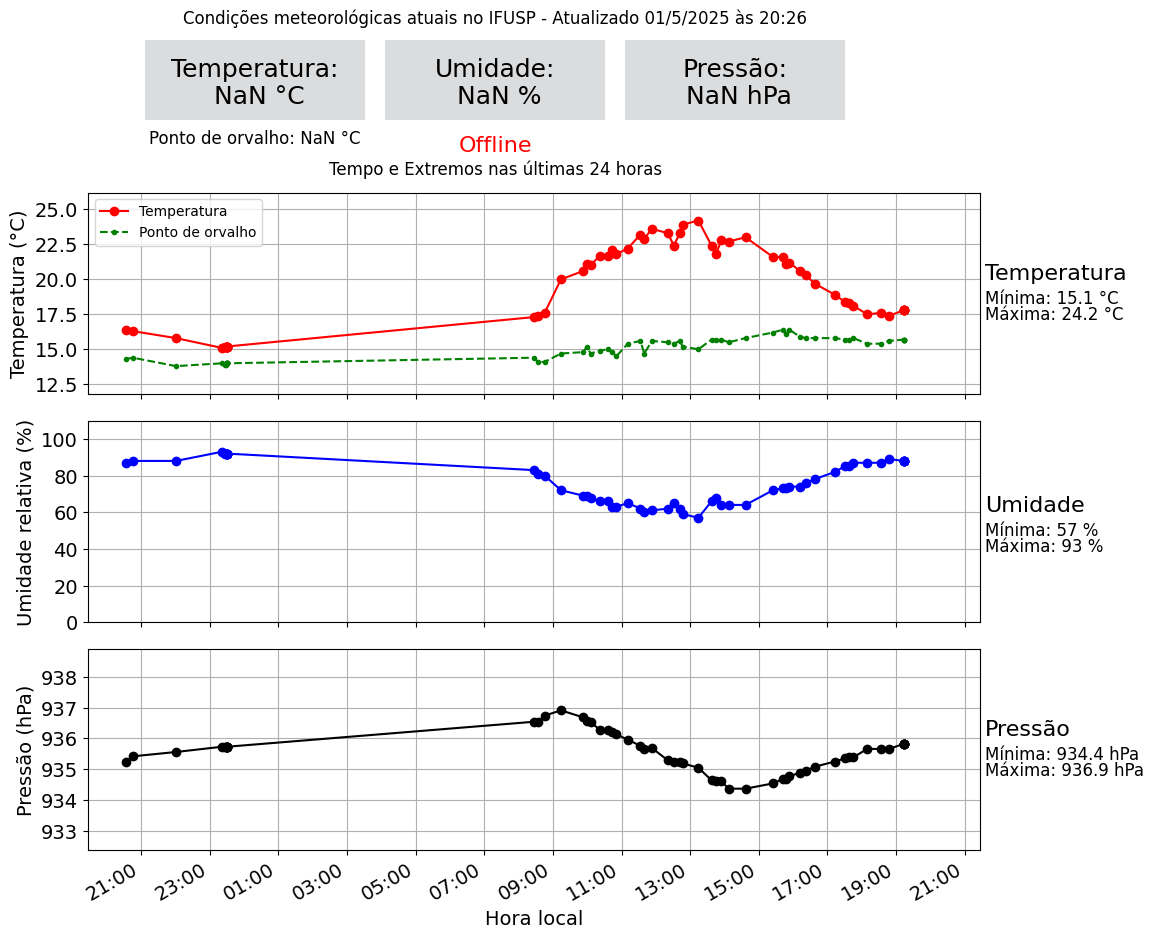 Condições meteorológicas atuais no IFUSP - Atualizado 01/5/2025 às 20:26
Temperatura:
NaN °C
Umidade:
NaN %
Pressão:
NaN hPa
Ponto de orvalho: NaN °C
Offline
Tempo e Extremos nas últimas 24 horas
Temperatura (°C)
25.0
22.5
20.0
17.5
15.0
12.5
Temperatura
Ponto de orvalho
Temperatura
Mínima: 15.1 °C
Máxima: 24.2 °C
Umidade relativa (%)
100
80
60
40
20
0
Umidade
Mínima: 57 %
Máxima: 93 %
Pressão (hPa)
938
937
936
935
934
933
Pressão
Mínima: 934.4 hPa
Máxima: 936.9 hPa
21:00 23:00 01:00 03:00 05:00 07:00 09:00 11:00 13:00 15:00 17:00 19:00 21:00
Hora local